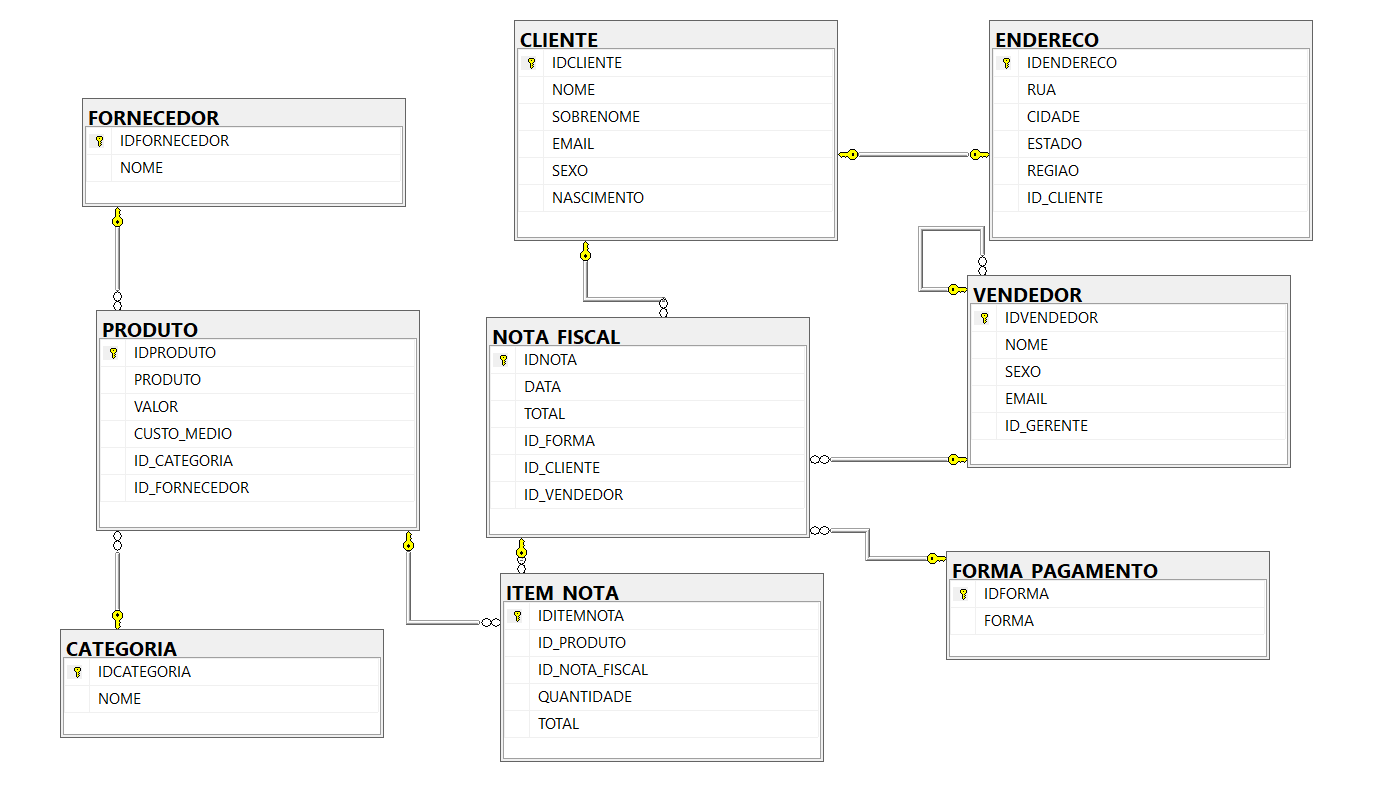 CLIENTE
IDCLIENTE
NOME
SOBRENOME
EMAIL
SEXO
NASCIMENTO
ENDERECO
IDENDERECO
RUA
CIDADE
ESTADO
REGIAO
ID_CLIENTE
FORNECEDOR
IDFORNECEDOR
NOME
VENDEDOR
IDVENDEDOR
NOME
SEXO
EMAIL
ID_GERENTE
PRODUTO
IDPRODUTO
PRODUTO
VALOR
CUSTO_MEDIO
ID_CATEGORIA
ID_FORNECEDOR
NOTA_FISCAL
IDNOTA
DATA
TOTAL
ID_FORMA
ID_CLIENTE
ID_VENDEDOR
FORMA_PAGAMENTO
IDFORMA
FORMA
ITEM_NOTA
IDITEMNOTA
ID_PRODUTO
ID_NOTA_FISCAL
QUANTIDADE
TOTAL
CATEGORIA
IDCATEGORIA
NOME